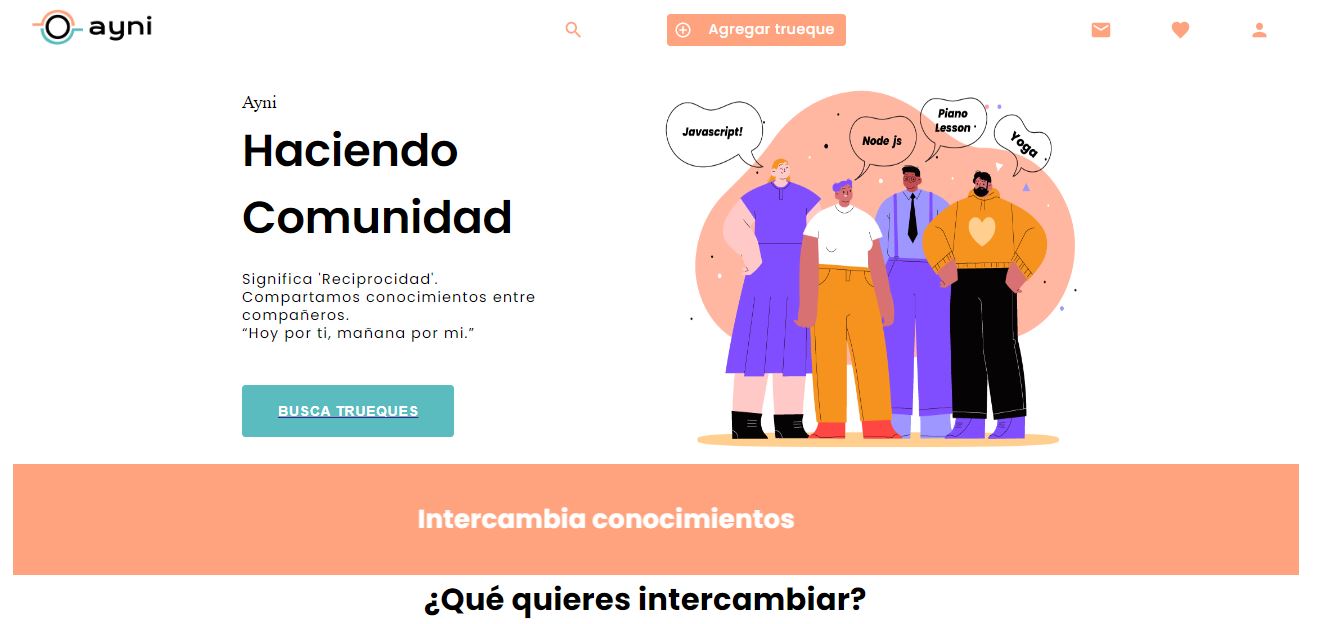 ayni
Agregar trueque
Ayni
Haciendo
Comunidad
Significa 'Reciprocidad'.
Compartamos conocimientos entre
compañeros.
“Hoy por ti, mañana por mi.”
BUSCA TRUEQUES
Javascript!
Node js
Piano
Lesson
Yoga
Intercambia conocimientos
¿Qué quieres intercambiar?